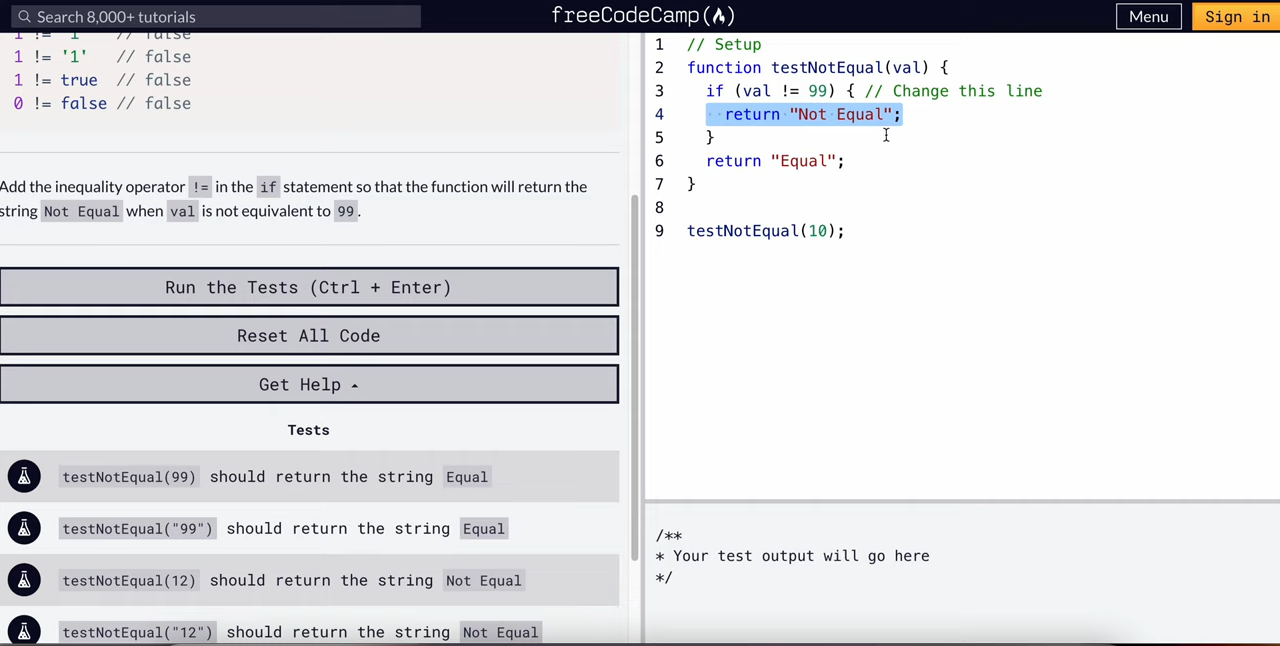 Search 8,000+ tutorials
freeCodeCamp
Menu
Sign in
1 != '1' // false
1 != '1' // false
1 != true // false
0 != false // false
Add the inequality operator != in the if statement so that the function will return the
string Not Equal when val is not equivalent to 99.
Run the Tests (Ctrl + Enter)
Reset All Code
Get Help
Tests
testNotEqual(99) should return the string Equal
testNotEqual("99") should return the string Equal
testNotEqual(12) should return the string Not Equal
testNotEqual("12") should return the string Not Equal
1 // Setup
2 function testNotEqual(val) {
3 if (val != 99) { // Change this line
4 return "Not Equal";
5 }
6 return "Equal";
7 }
8
9 testNotEqual(10);
/**
* Your test output will go here
*/